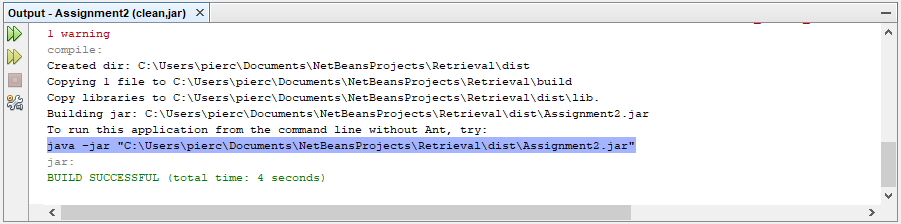 Output - Assignment2 (clean,jar)
1 warning
compile:
Created dir: C:\Users\pierc\Documents\NetBeansProjects\Retrieval\dist
Copying 1 file to C:\Users\pierc\Documents\NetBeansProjects\Retrieval\build
Copy libraries to C:\Users\pierc\Documents\NetBeansProjects\Retrieval\dist\lib.
Building jar: C:\Users\pierc\Documents\NetBeansProjects\Retrieval\dist\Assignment2.jar
To run this application from the command line without Ant, try:
java -jar "C:\Users\pierc\Documents\NetBeansProjects\Retrieval\dist\Assignment2.jar"
jar:
BUILD SUCCESSFUL (total time: 4 seconds)